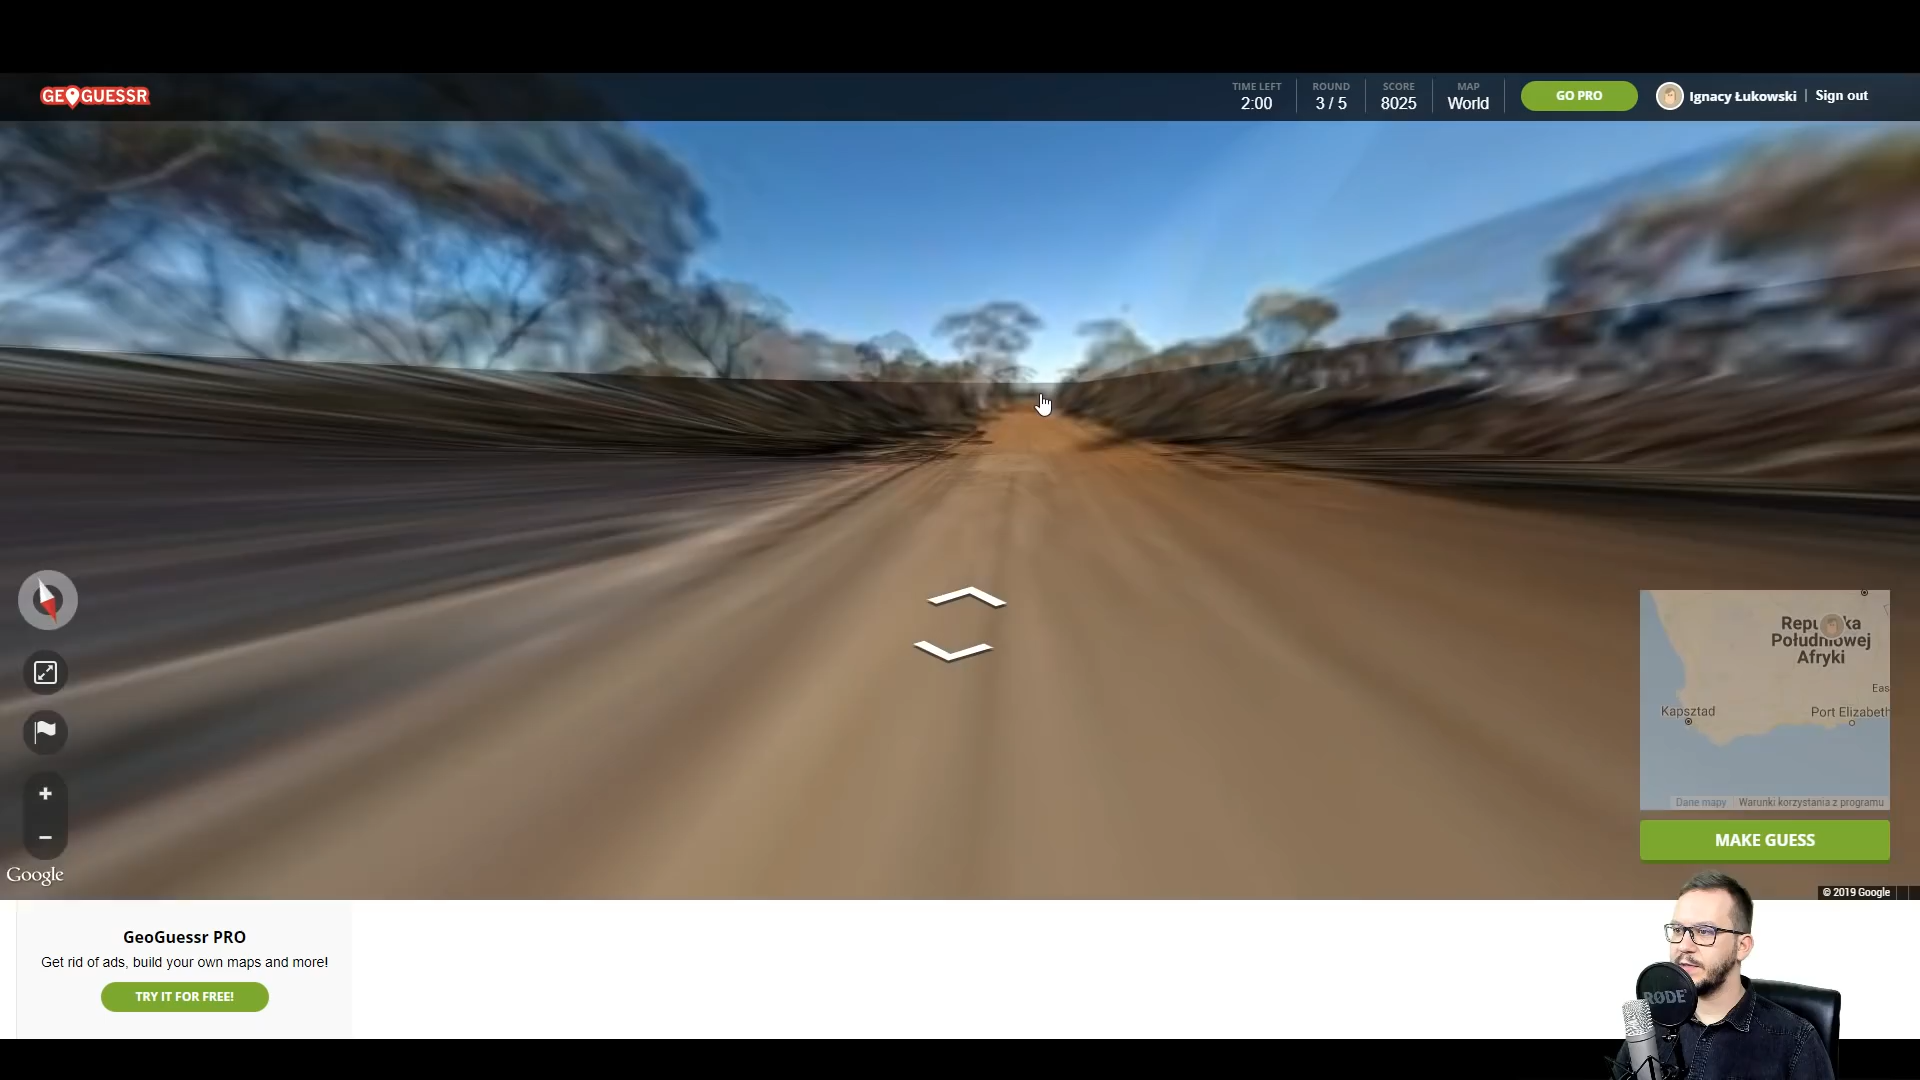 GEOGUESSR
TIME LEFT
2:00
ROUND
3 / 5
SCORE
8025
MAP
World
GO PRO
Ignacy Łukowski
Sign out
Południowej
Afryki
Eas
Kapsztad
Port Elizabeth
Dane mapy
Warunki korzystania z programu
MAKE GUESS
Google
© 2019 Google
GeoGuessr PRO
Get rid of ads, build your own maps and more!
TRY IT FOR FREE!
RØDE